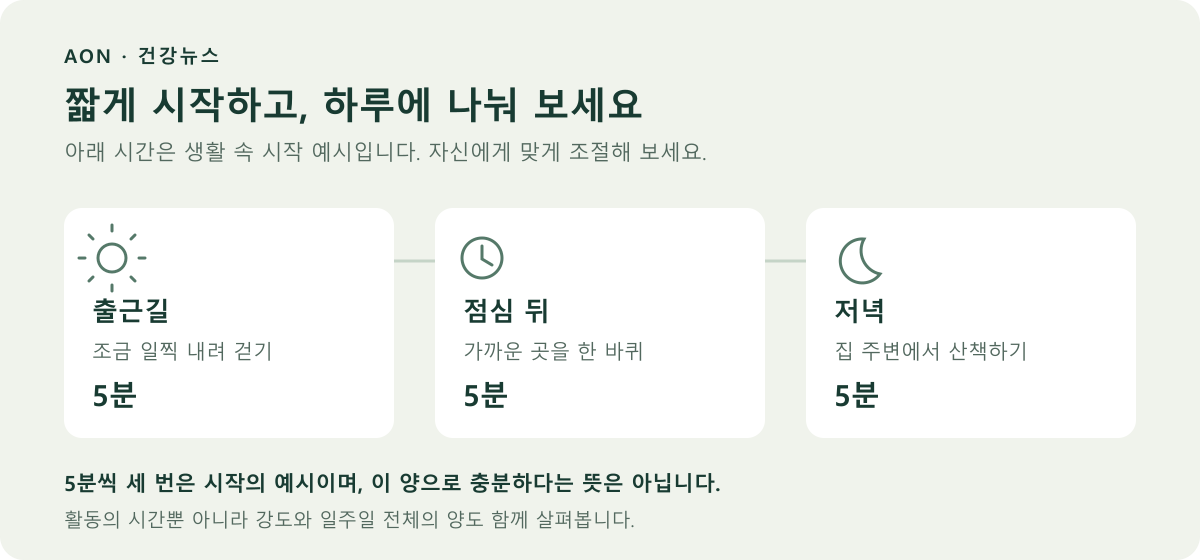 AON · 건강뉴스
짧게 시작하고, 하루에 나눠 보세요
아래 시간은 생활 속 시작 예시입니다. 자신에게 맞게 조절해 보세요.
출근길
조금 일찍 내려 걷기
5분
점심 뒤
가까운 곳을 한 바퀴
5분
저녁
집 주변에서 산책하기
5분
5분씩 세 번은 시작의 예시이며, 이 양으로 충분하다는 뜻은 아닙니다.
활동의 시간뿐 아니라 강도와 일주일 전체의 양도 함께 살펴봅니다.